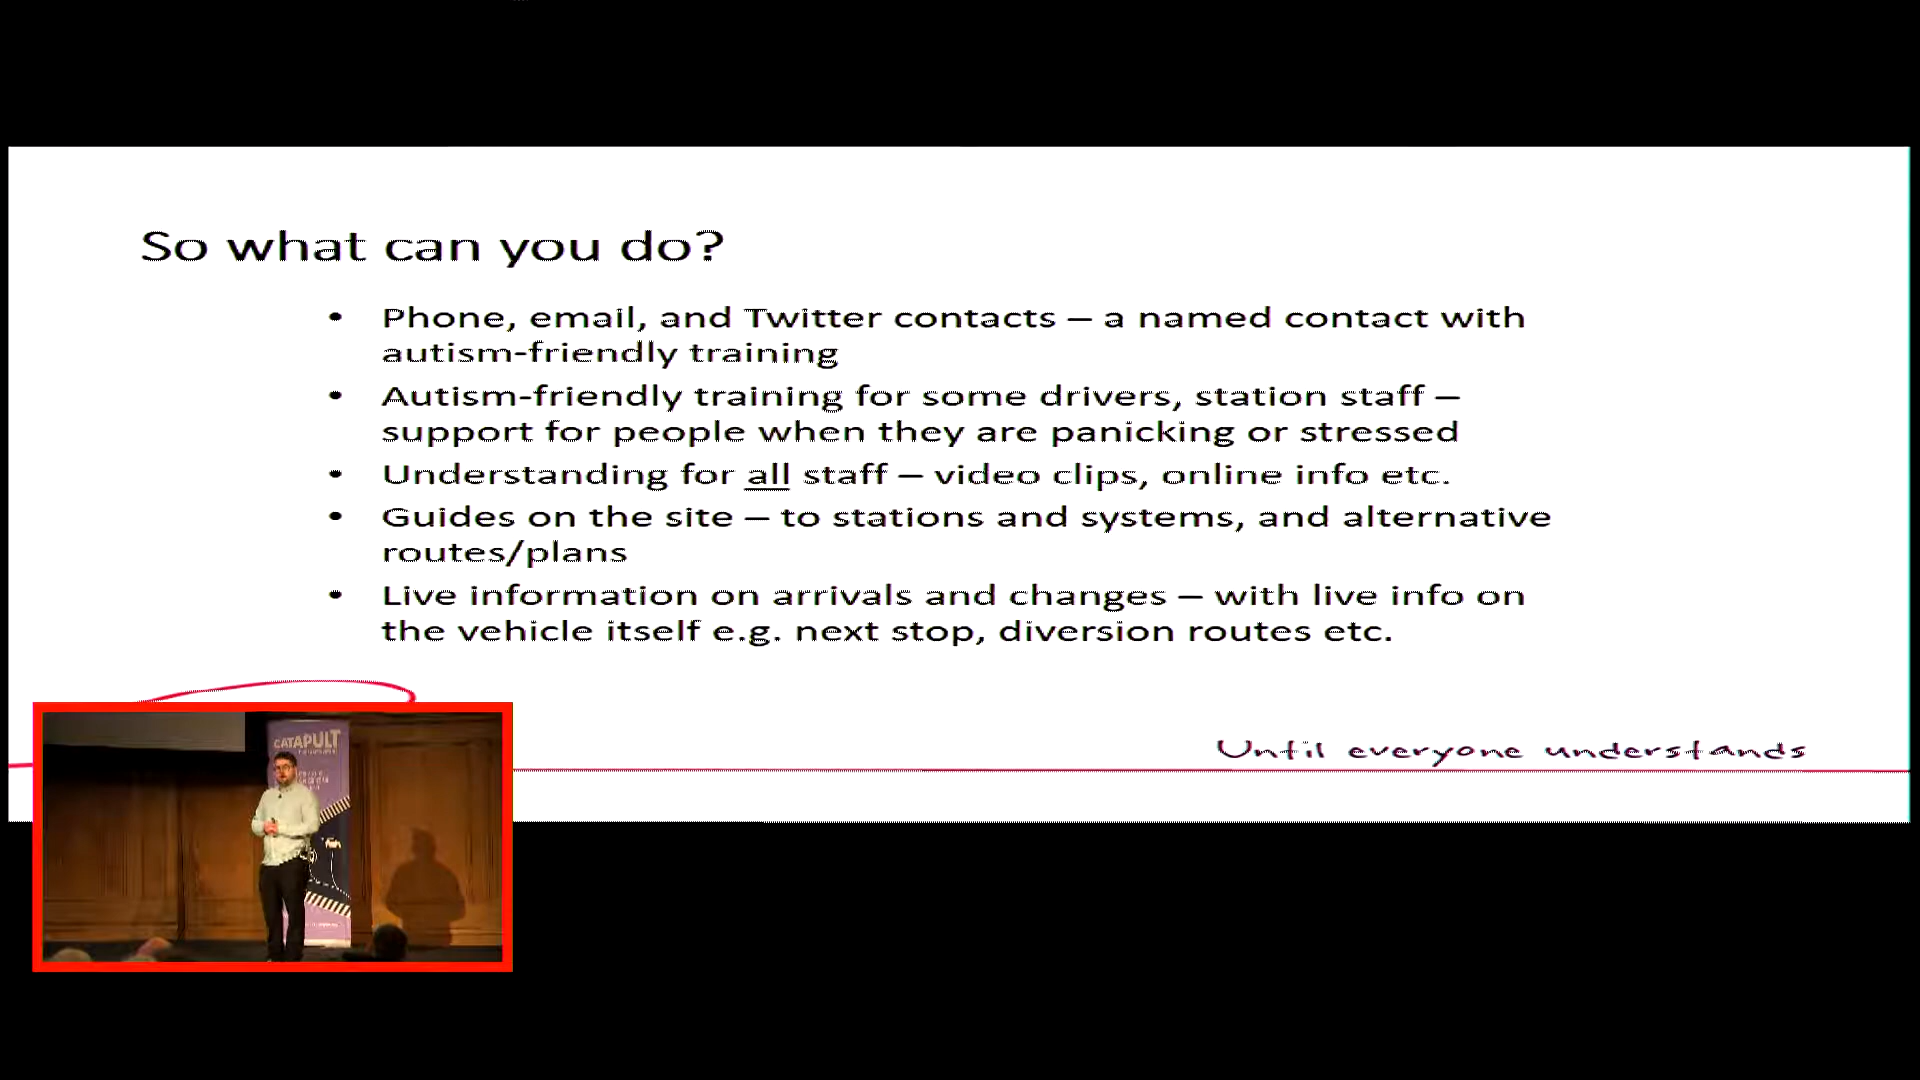 So what can you do?
• Phone, email, and Twitter contacts – a named contact with
autism-friendly training
• Autism-friendly training for some drivers, station staff –
support for people when they are panicking or stressed
• Understanding for all staff – video clips, online info etc.
• Guides on the site – to stations and systems, and alternative
routes/plans
• Live information on arrivals and changes – with live info on
the vehicle itself e.g. next stop, diversion routes etc.
Until everyone understands
CATAPULT